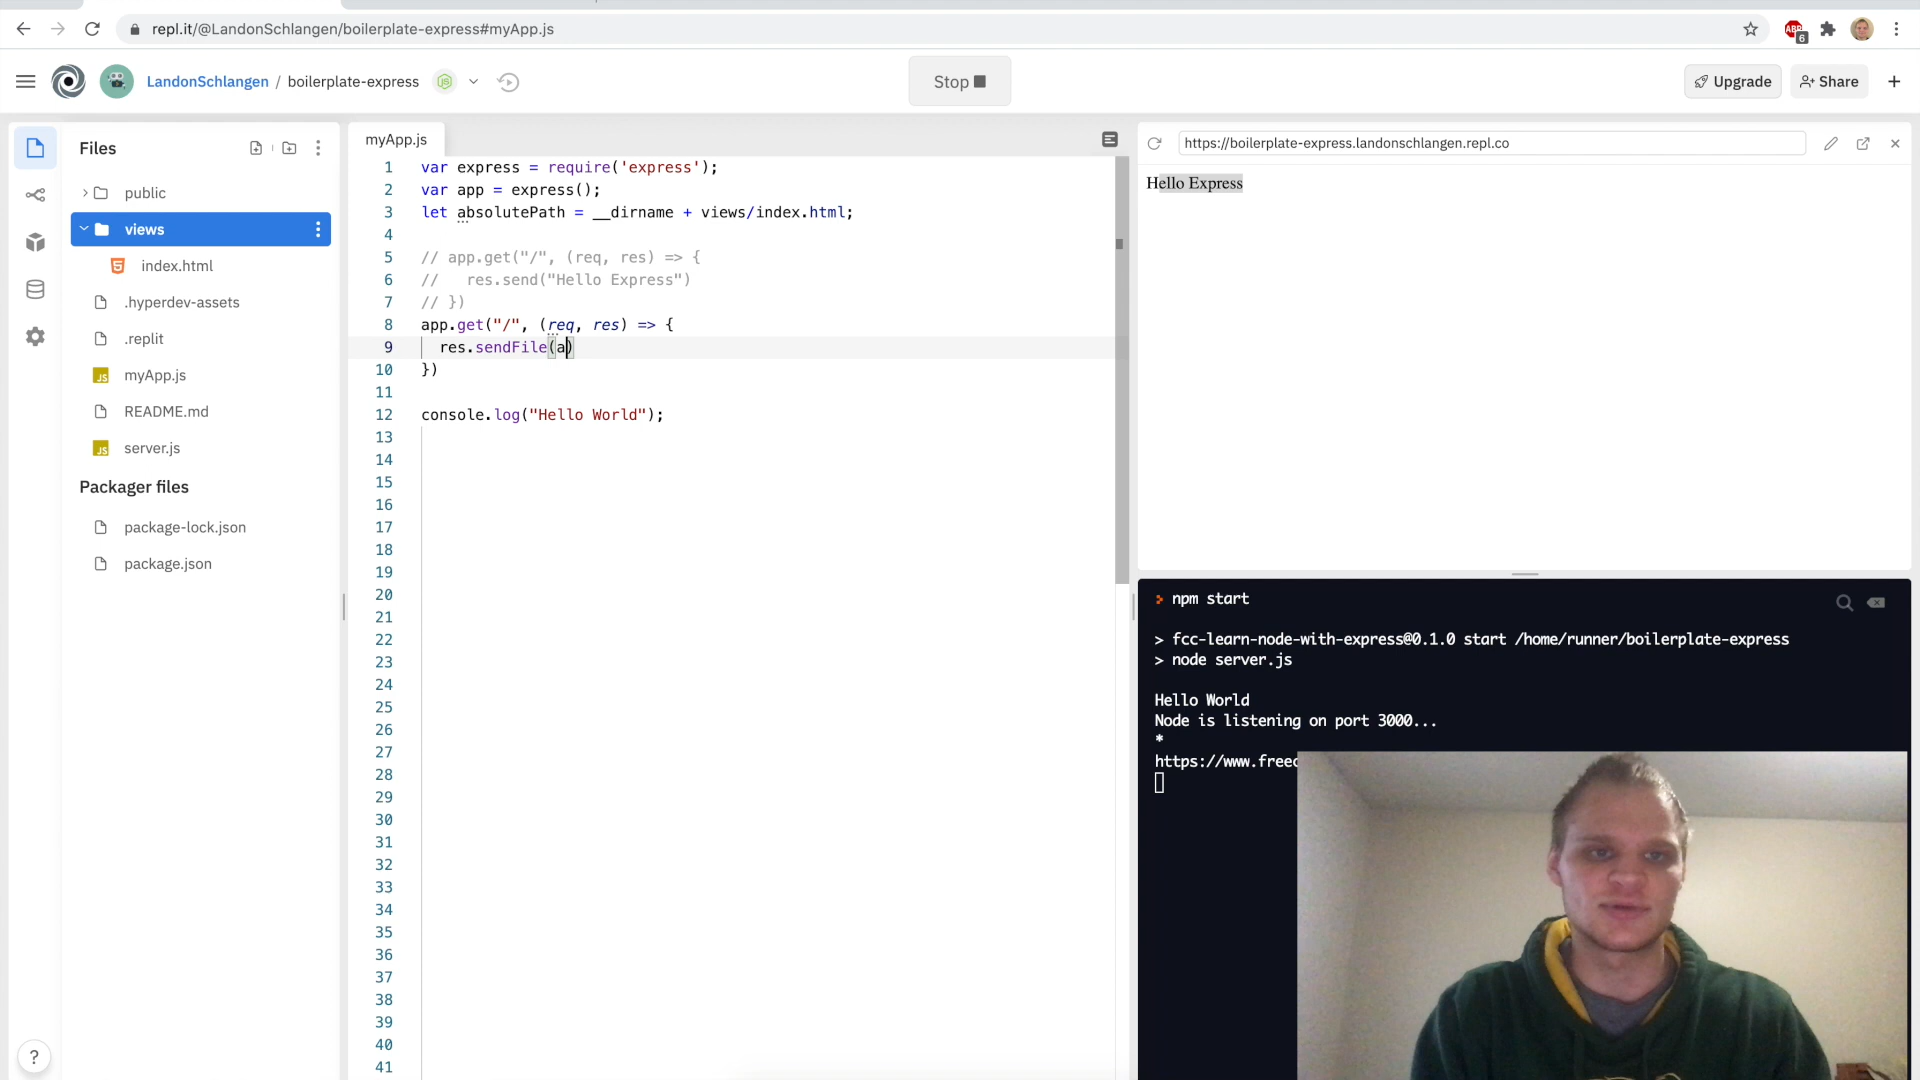 repl.it/@LandonSchlangen/boilerplate-express#myApp.js
ABP
6
LandonSchlangen / boilerplate-express
Stop
Upgrade
Share
Files
public
views
index.html
.hyperdev-assets
.replit
JS myApp.js
README.md
JS server.js
Packager files
package-lock.json
package.json
?
myApp.js
1 var express = require('express');
2 var app = express();
3 let absolutePath = __dirname + views/index.html;
4
5 // app.get("/", (req, res) => {
6 //   res.send("Hello Express")
7 // })
8 app.get("/", (req, res) => {
9   res.sendFile(a)
10 })
11
12 console.log("Hello World");
13
14
15
16
17
18
19
20
21
22
23
24
25
26
27
28
29
30
31
32
33
34
35
36
37
38
39
40
41
https://boilerplate-express.landonschlangen.repl.co
Hello Express
npm start
> fcc-learn-node-with-express@0.1.0 start /home/runner/boilerplate-express
> node server.js
Hello World
Node is listening on port 3000...
*
https://www.freec